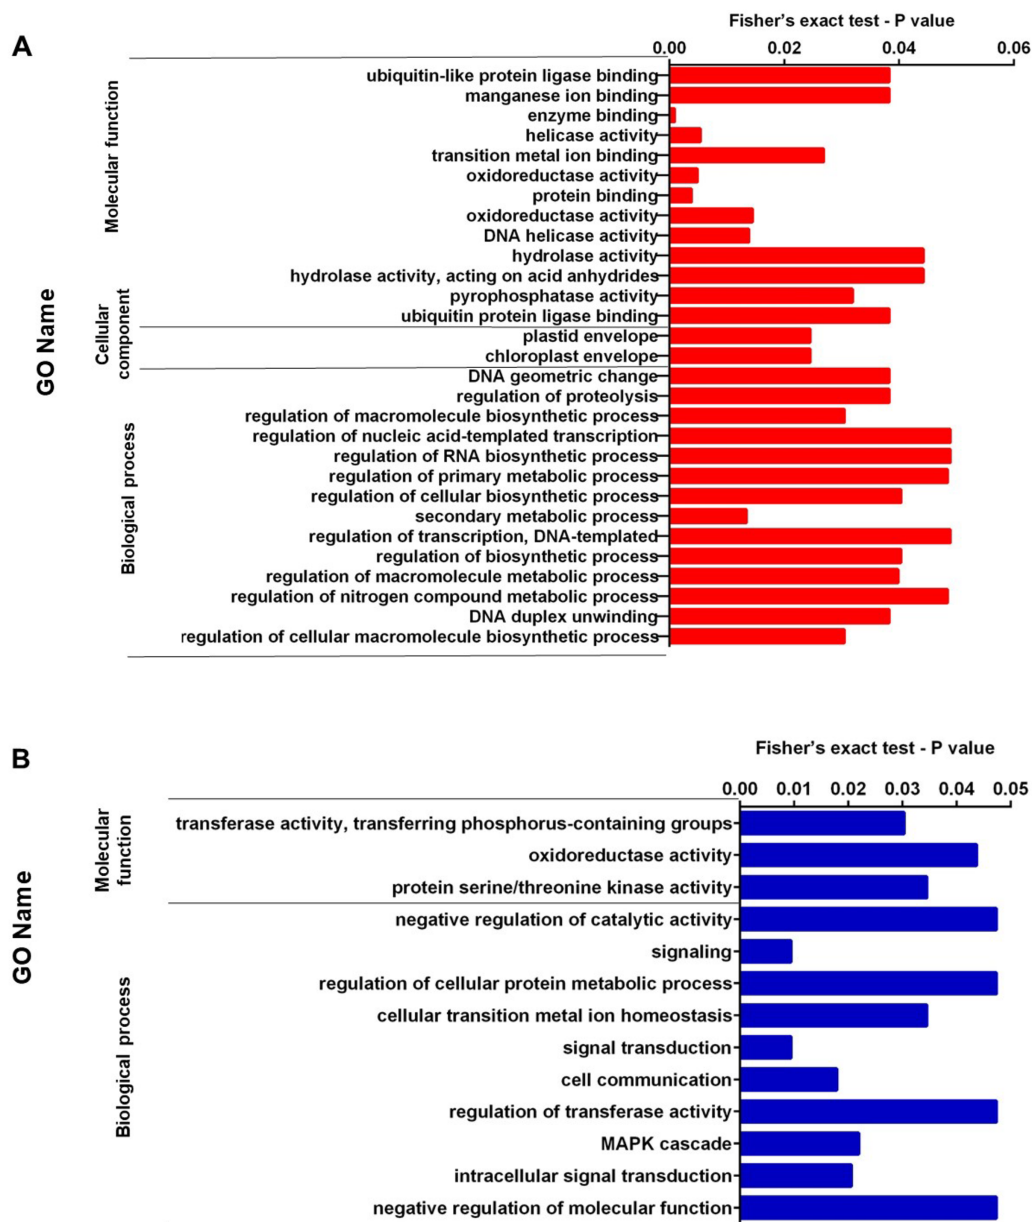 A
Fisher's exact test - P value
0.00 0.02 0.04 0.06
GO Name
Molecular function
ubiquitin-like protein ligase binding
manganese ion binding
enzyme binding
helicase activity
transition metal ion binding
oxidoreductase activity
protein binding
oxidoreductase activity
DNA helicase activity
hydrolase activity
hydrolase activity, acting on acid anhydrides
pyrophosphatase activity
ubiquitin protein ligase binding
Cellular
component
plastid envelope
chloroplast envelope
Biological process
DNA geometric change
regulation of proteolysis
regulation of macromolecule biosynthetic process
regulation of nucleic acid-templated transcription
regulation of RNA biosynthetic process
regulation of primary metabolic process
regulation of cellular biosynthetic process
secondary metabolic process
regulation of transcription, DNA-templated
regulation of biosynthetic process
regulation of macromolecule metabolic process
regulation of nitrogen compound metabolic process
DNA duplex unwinding
regulation of cellular macromolecule biosynthetic process
B
Fisher's exact test - P value
0.00 0.01 0.02 0.03 0.04 0.05
GO Name
Molecular
function
transferase activity, transferring phosphorus-containing groups
oxidoreductase activity
protein serine/threonine kinase activity
Biological process
negative regulation of catalytic activity
signaling
regulation of cellular protein metabolic process
cellular transition metal ion homeostasis
signal transduction
cell communication
regulation of transferase activity
MAPK cascade
intracellular signal transduction
negative regulation of molecular function